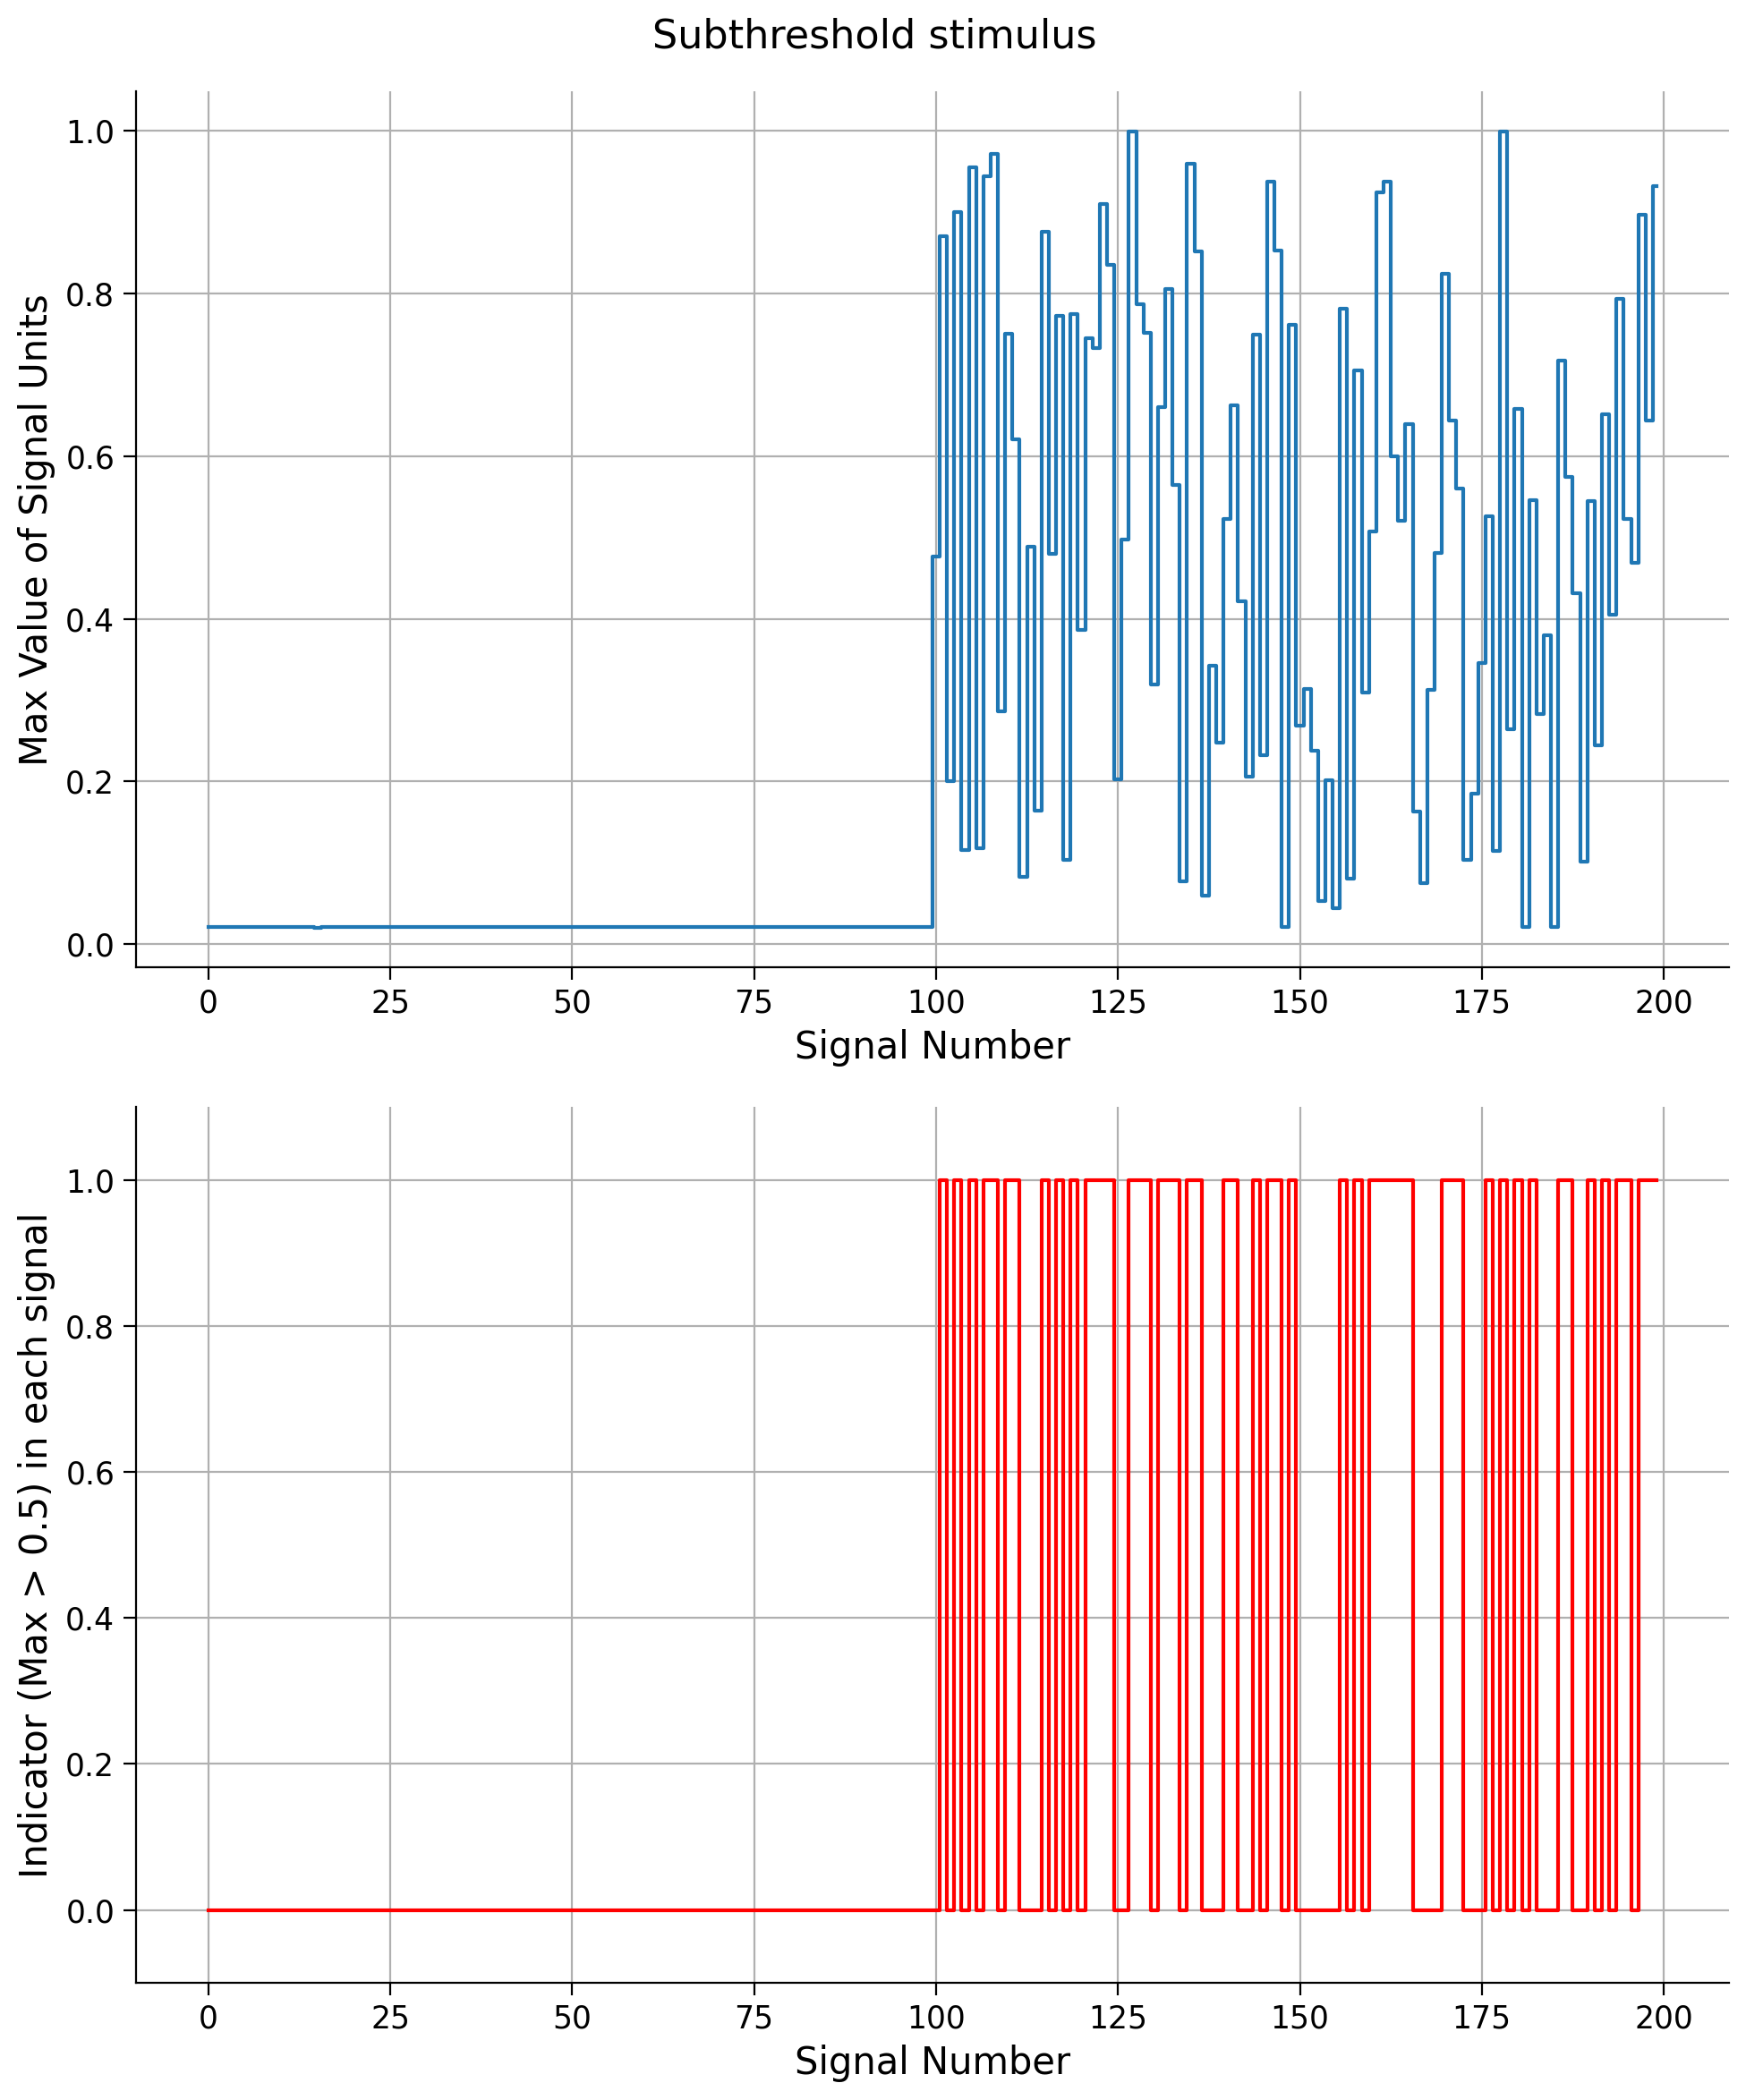 Subthreshold stimulus
Max Value of Signal Units
1.0
0.8
0.6
0.4
0.2
0.0
0 25 50 75 100 125 150 175 200
Signal Number
Indicator (Max > 0.5) in each signal
1.0
0.8
0.6
0.4
0.2
0.0
0 25 50 75 100 125 150 175 200
Signal Number